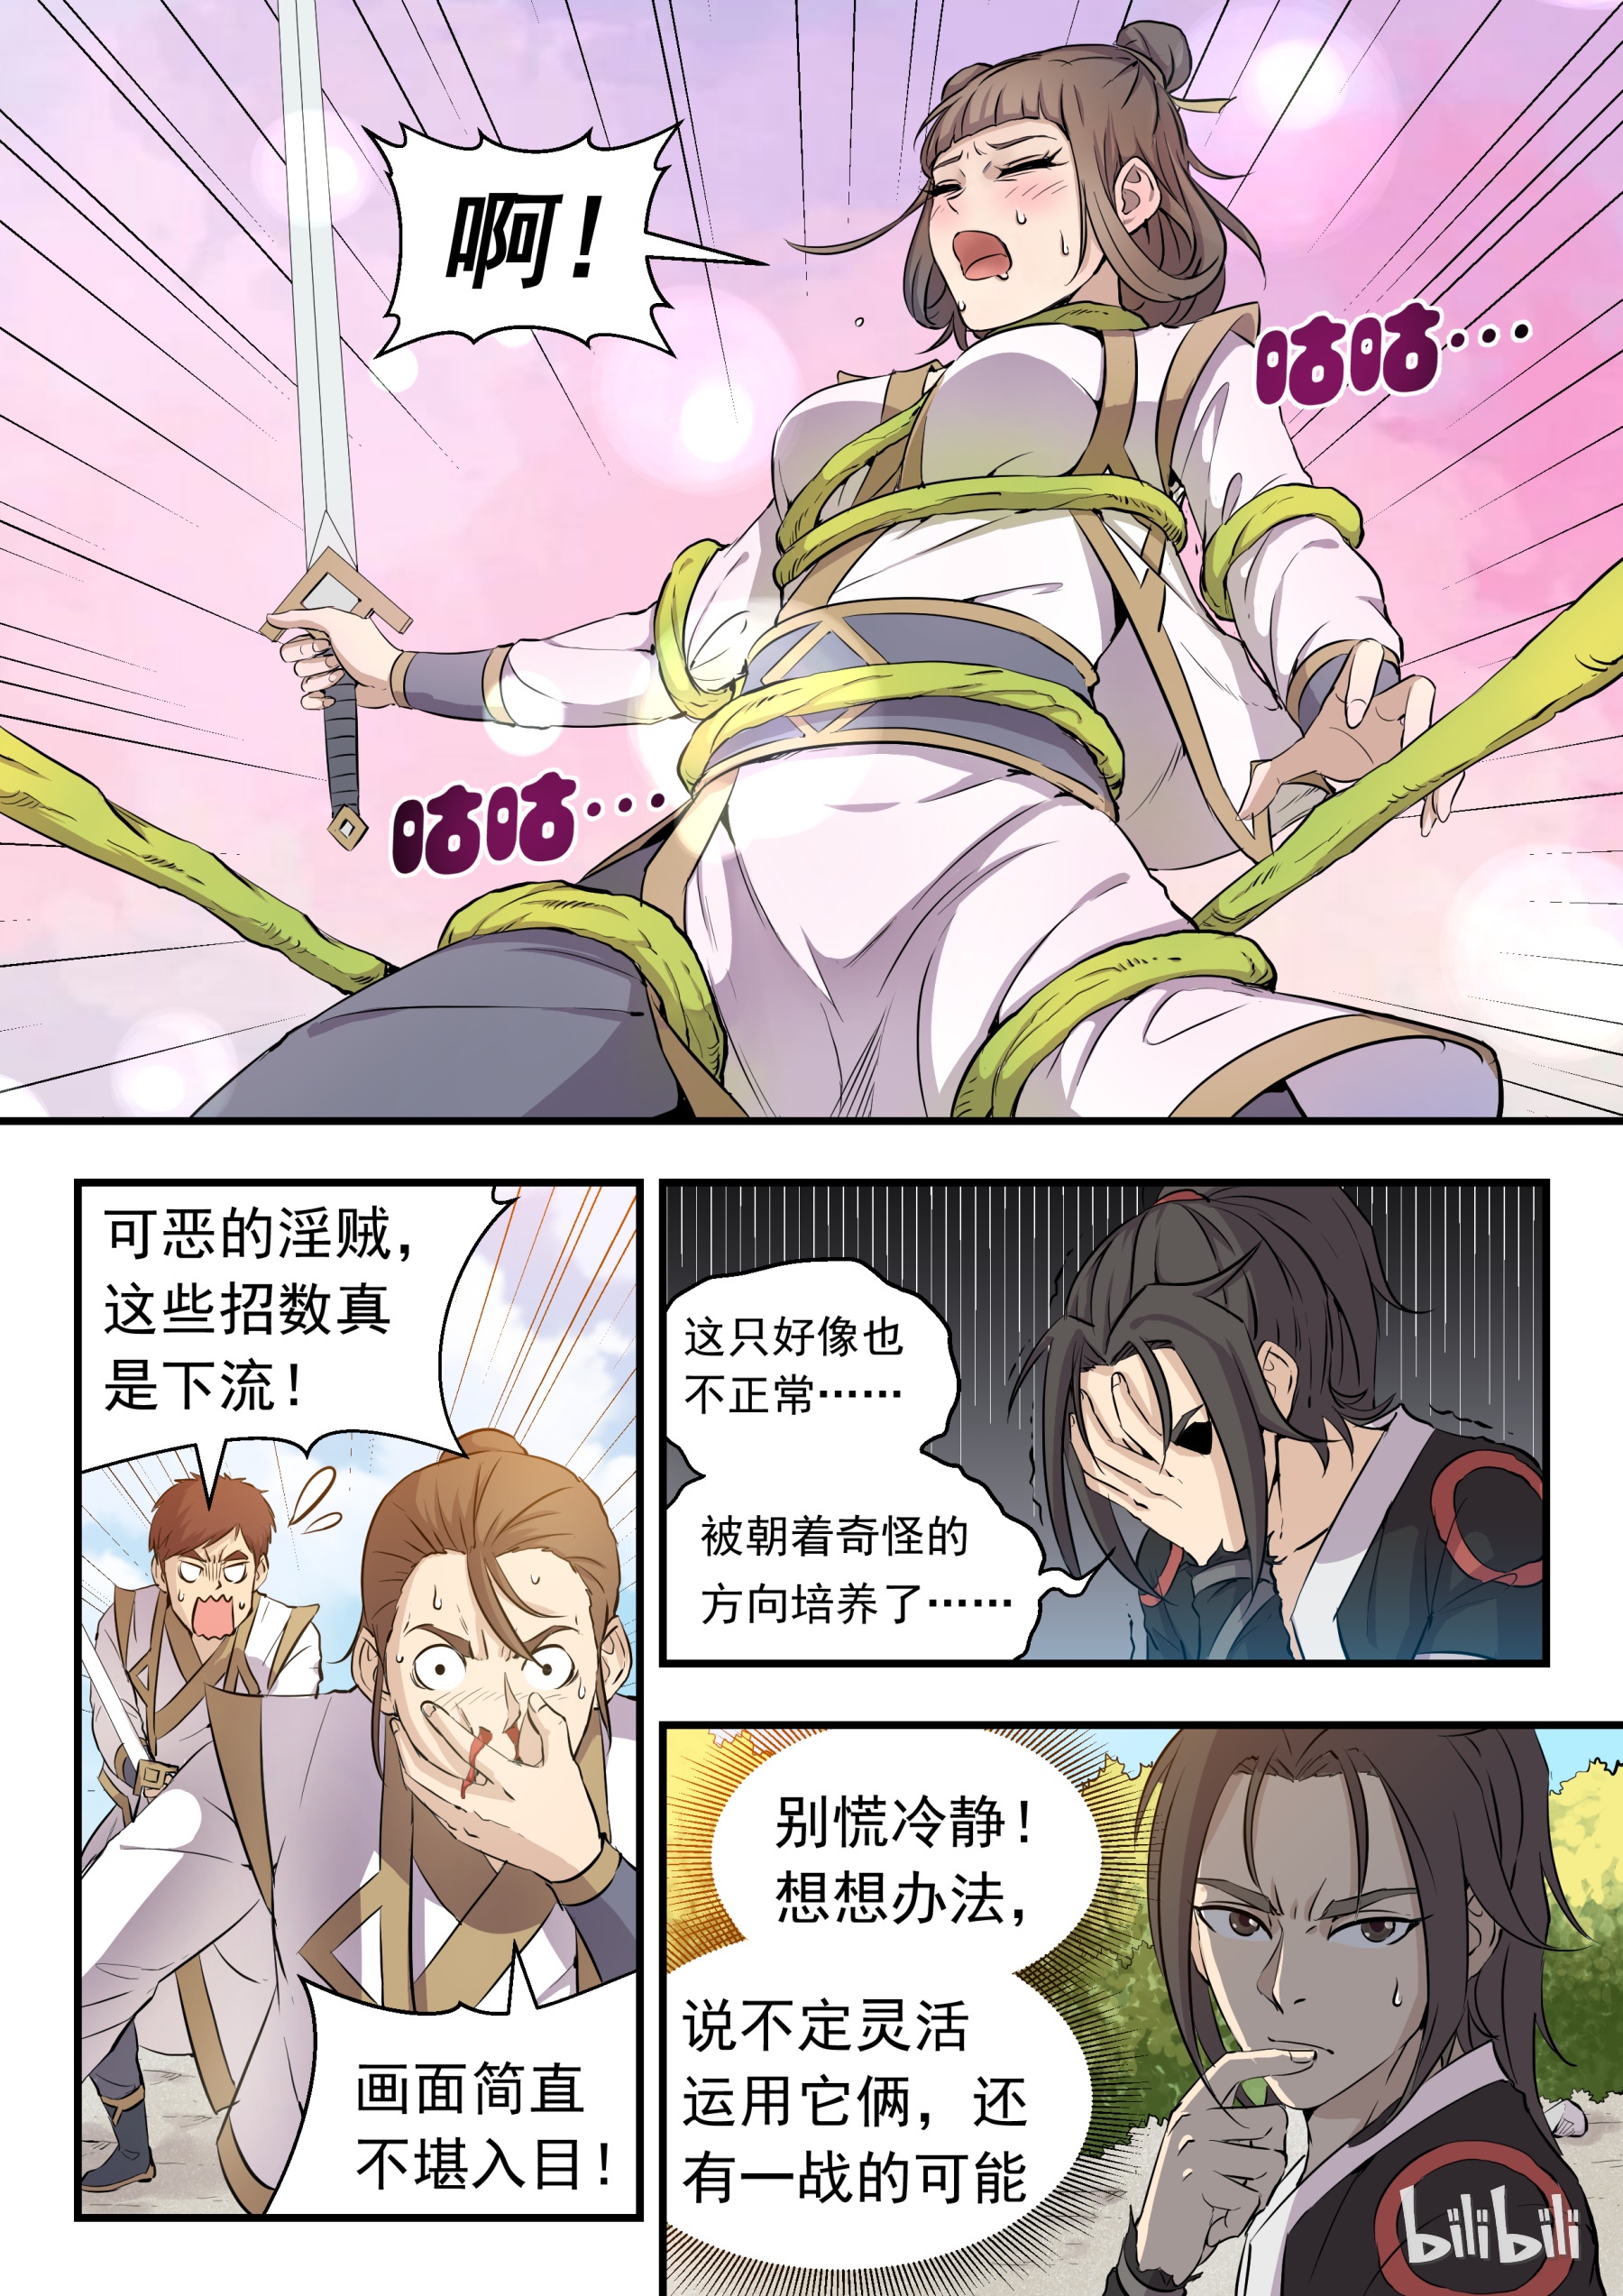 啊！
咕咕…
咕咕…
可恶的淫贼，
这些招数真
是下流！
画面简直
不堪入目！
这只好像也
不正常……
被朝着奇怪的
方向培养了……
别慌冷静！
想想办法，
说不定灵活
运用它俩，还
有一战的可能
bilibili